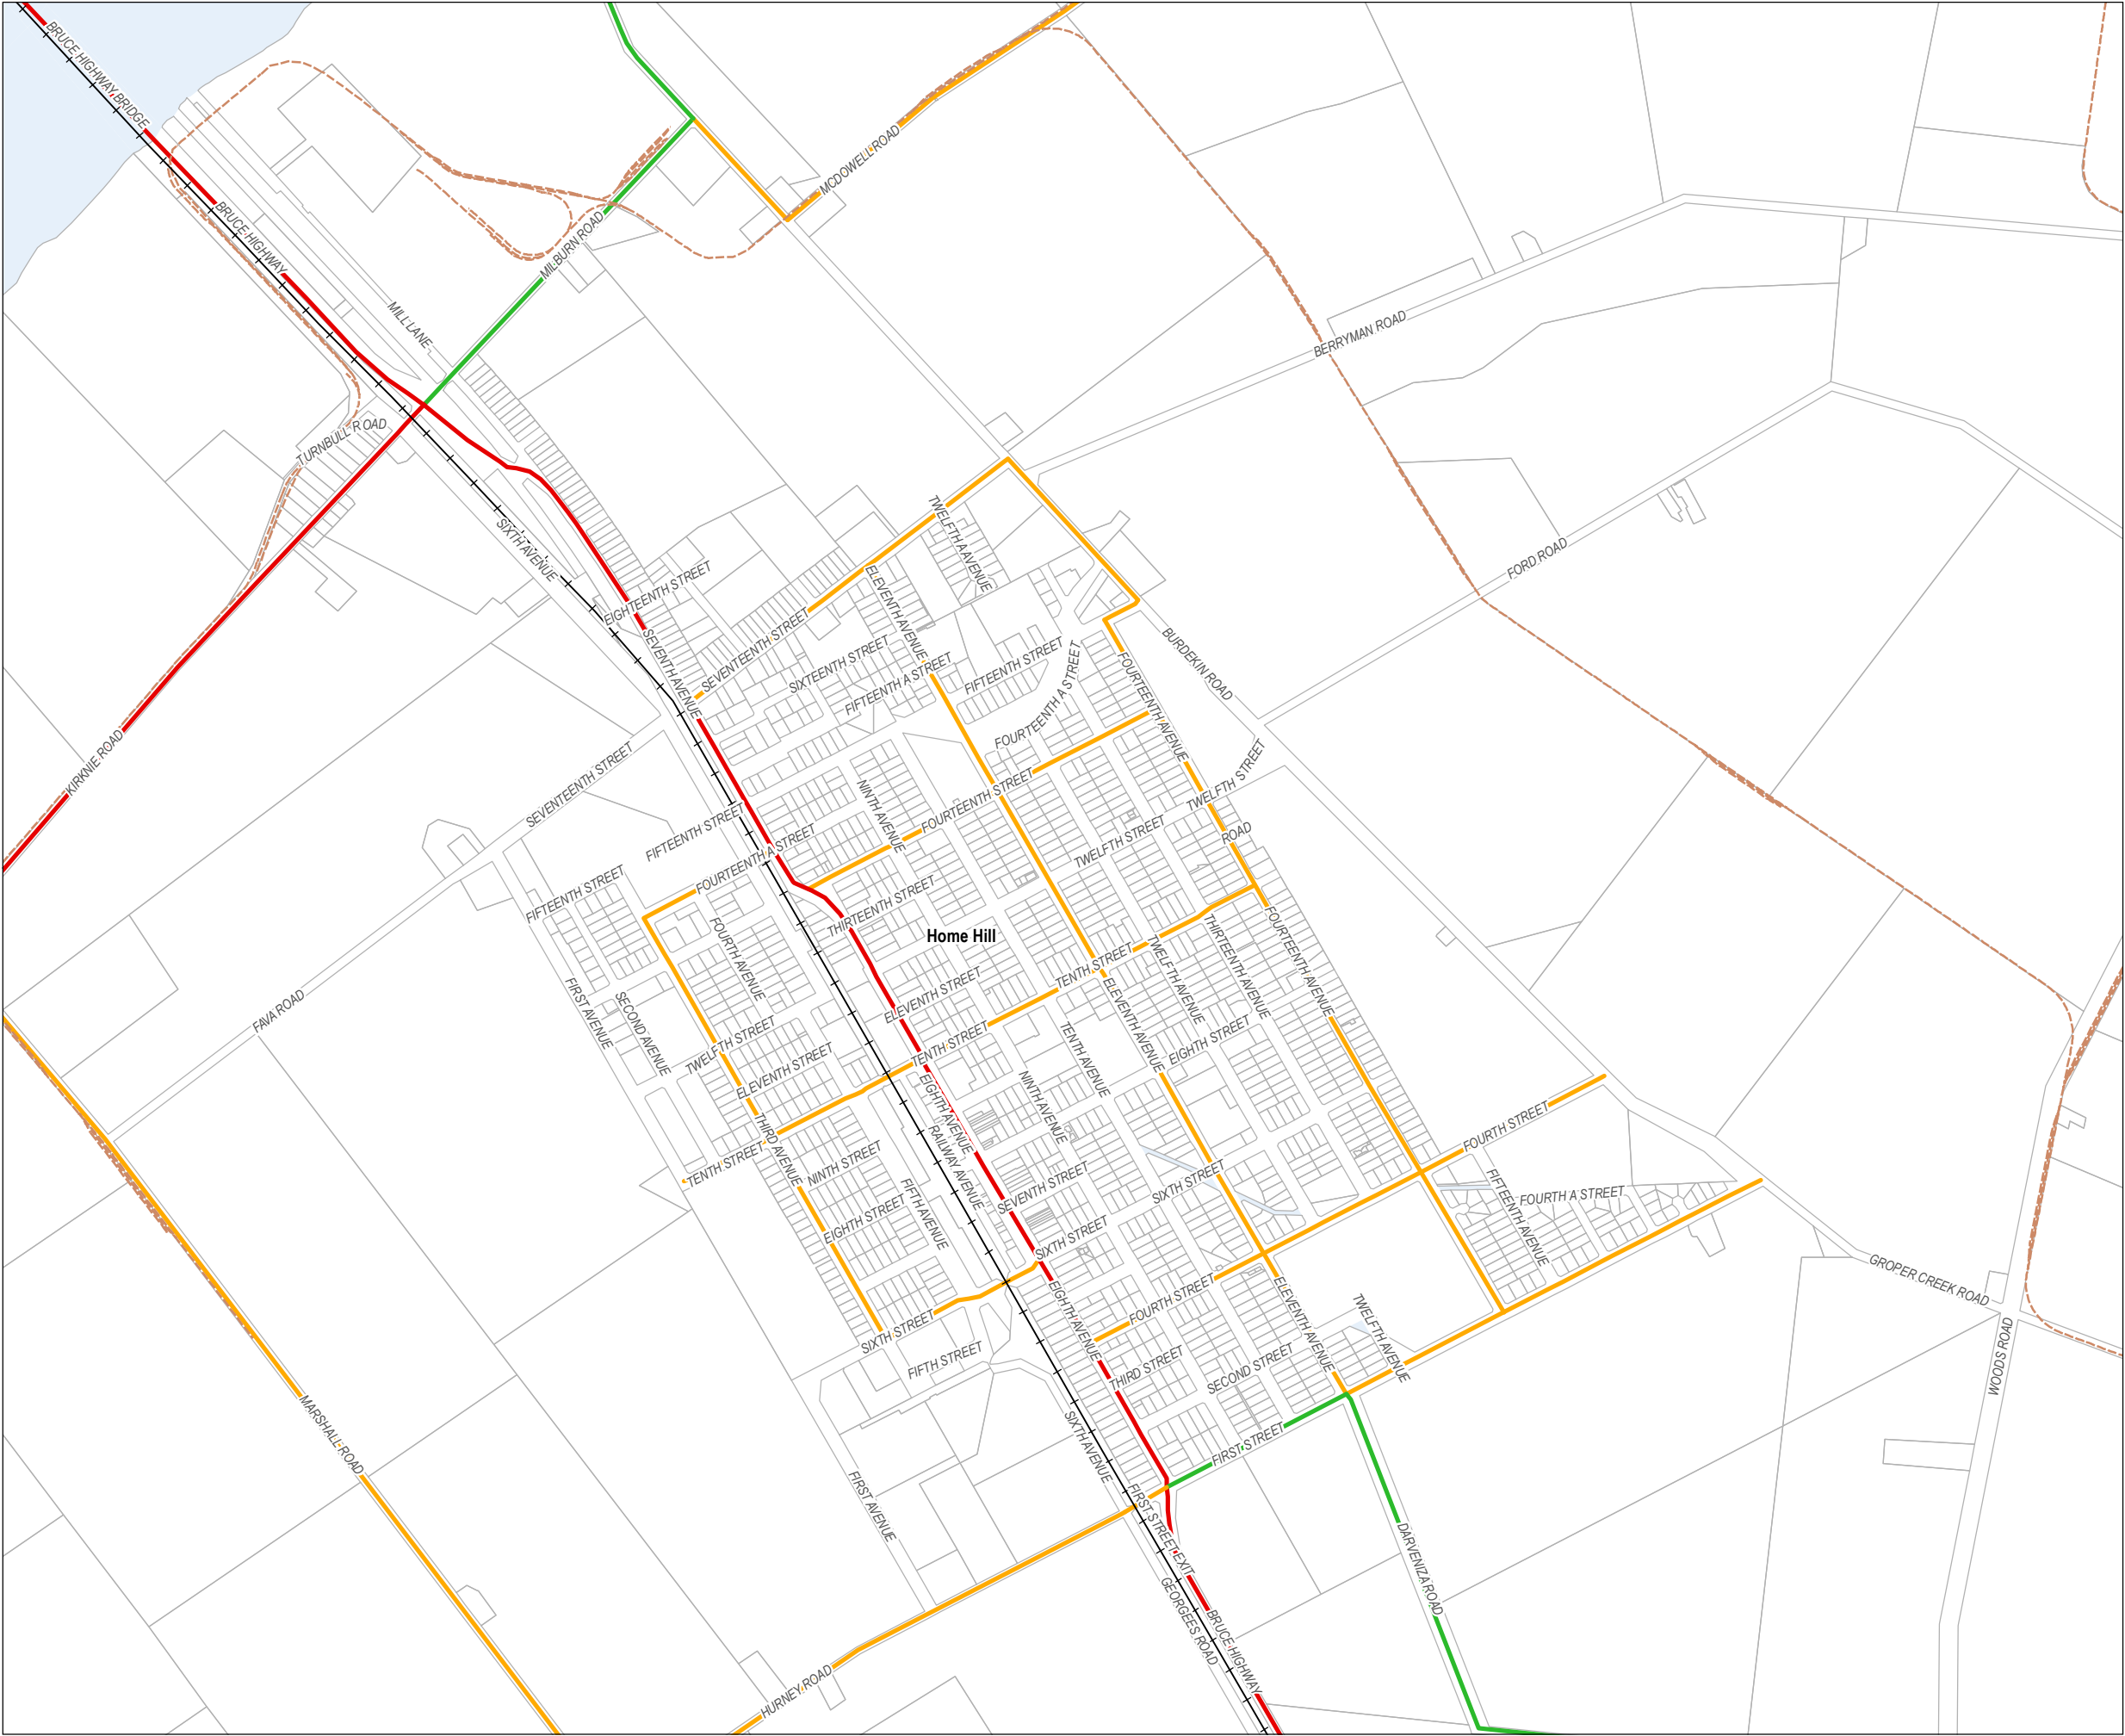 BRUCE HIGHWAY BRIDGE
MCDOWELL ROAD
BRUCE HIGHWAY
MILBURN ROAD
MILL LANE
BERRYMAN ROAD
TURNBULL ROAD
SIXTH AVENUE
TWELFTH A AVENUE
FORD ROAD
EIGHTEENTH STREET
ELEVENTH AVENUE
SEVENTH AVENUE
SEVENTEENTH STREET
SIXTEENTH STREET
FIFTEENTH A STREET
FIFTEENTH STREET
FOURTEENTH A STREET
FOURTEENTH AVENUE
BURDEKIN ROAD
KIRKNIE ROAD
SEVENTEENTH STREET
NINTH AVENUE
FOURTEENTH STREET
TWELFTH STREET
FIFTEENTH STREET
FOURTEENTH A STREET
TWELFTH STREET
ROAD
FIFTEENTH STREET
THIRTEENTH STREET
Home Hill
FOURTH AVENUE
TENTH STREET
TWELFTH AVENUE
THIRTEENTH AVENUE
FOURTEENTH AVENUE
FIRST AVENUE
SECOND AVENUE
FAVA ROAD
ELEVENTH STREET
ELEVENTH AVENUE
TWELFTH STREET
ELEVENTH STREET
TENTH STREET
TENTH AVENUE
EIGHTH STREET
EIGHTH AVENUE
NINTH AVENUE
RAILWAY AVENUE
THIRD AVENUE
TENTH STREET
NINTH STREET
FOURTH STREET
SEVENTH STREET
SIXTH STREET
FIFTEENTH AVENUE
FOURTH A STREET
EIGHTH STREET
FIFTH AVENUE
SIXTH STREET
GROPER CREEK ROAD
EIGHTH AVENUE
FOURTH STREET
ELEVENTH AVENUE
TWELFTH AVENUE
SIXTH STREET
FIFTH STREET
THIRD STREET
SECOND STREET
WOODS ROAD
MARSHALL ROAD
SIXTH AVENUE
FIRST STREET
FIRST AVENUE
FIRST STREET EXIT
DARVENIZA ROAD
GEORGEES ROAD
BRUCE HIGHWAY
HURNEY ROAD